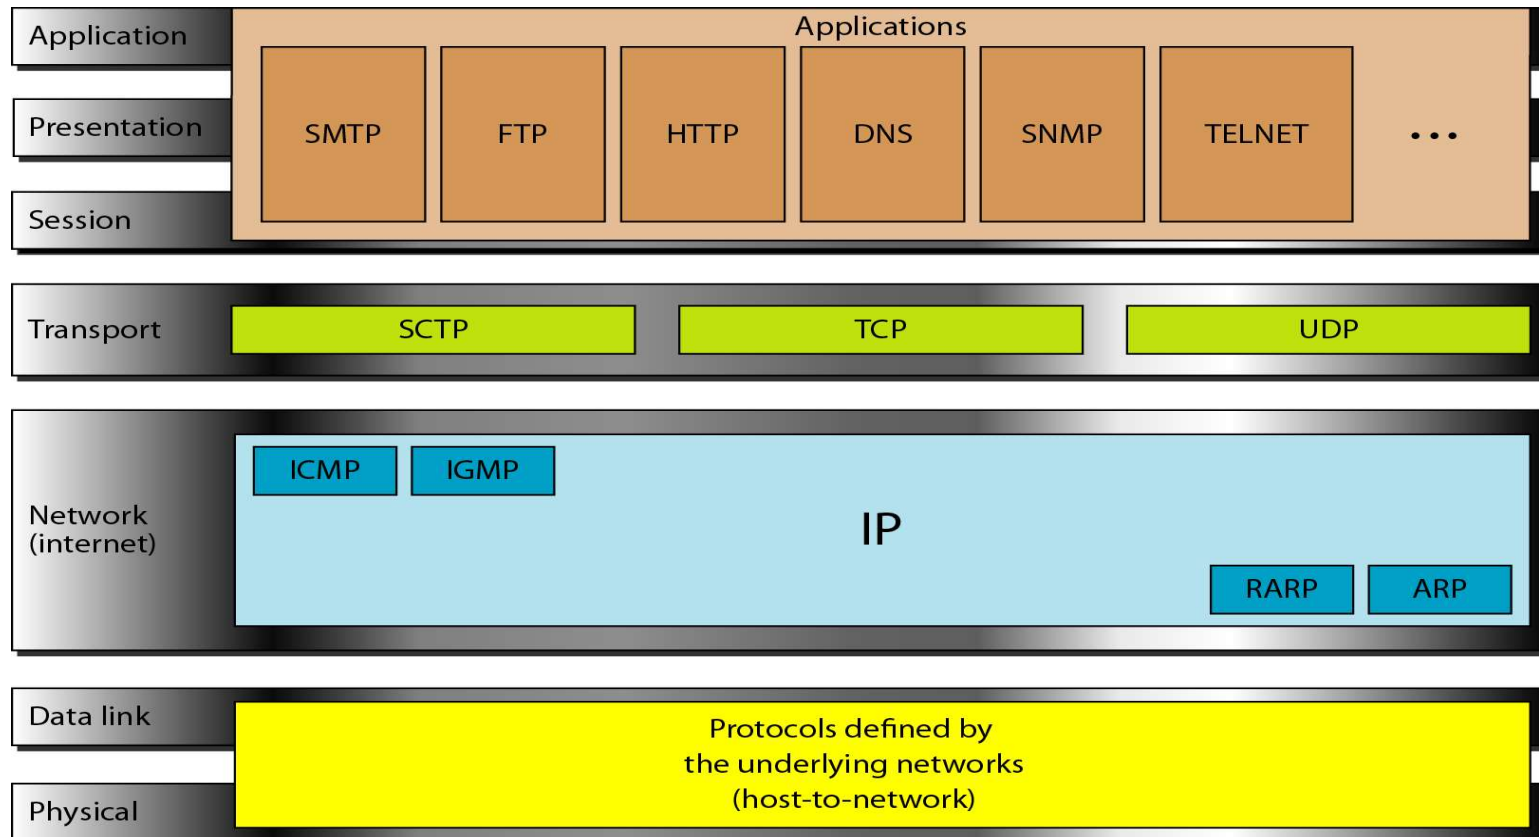 Application
Applications
Presentation
SMTP
FTP
HTTP
DNS
SNMP
TELNET
...
Session
Transport
SCTP
TCP
UDP
Network
(internet)
ICMP
IGMP
IP
RARP
ARP
Data link
Physical
Protocols defined by
the underlying networks
(host-to-network)